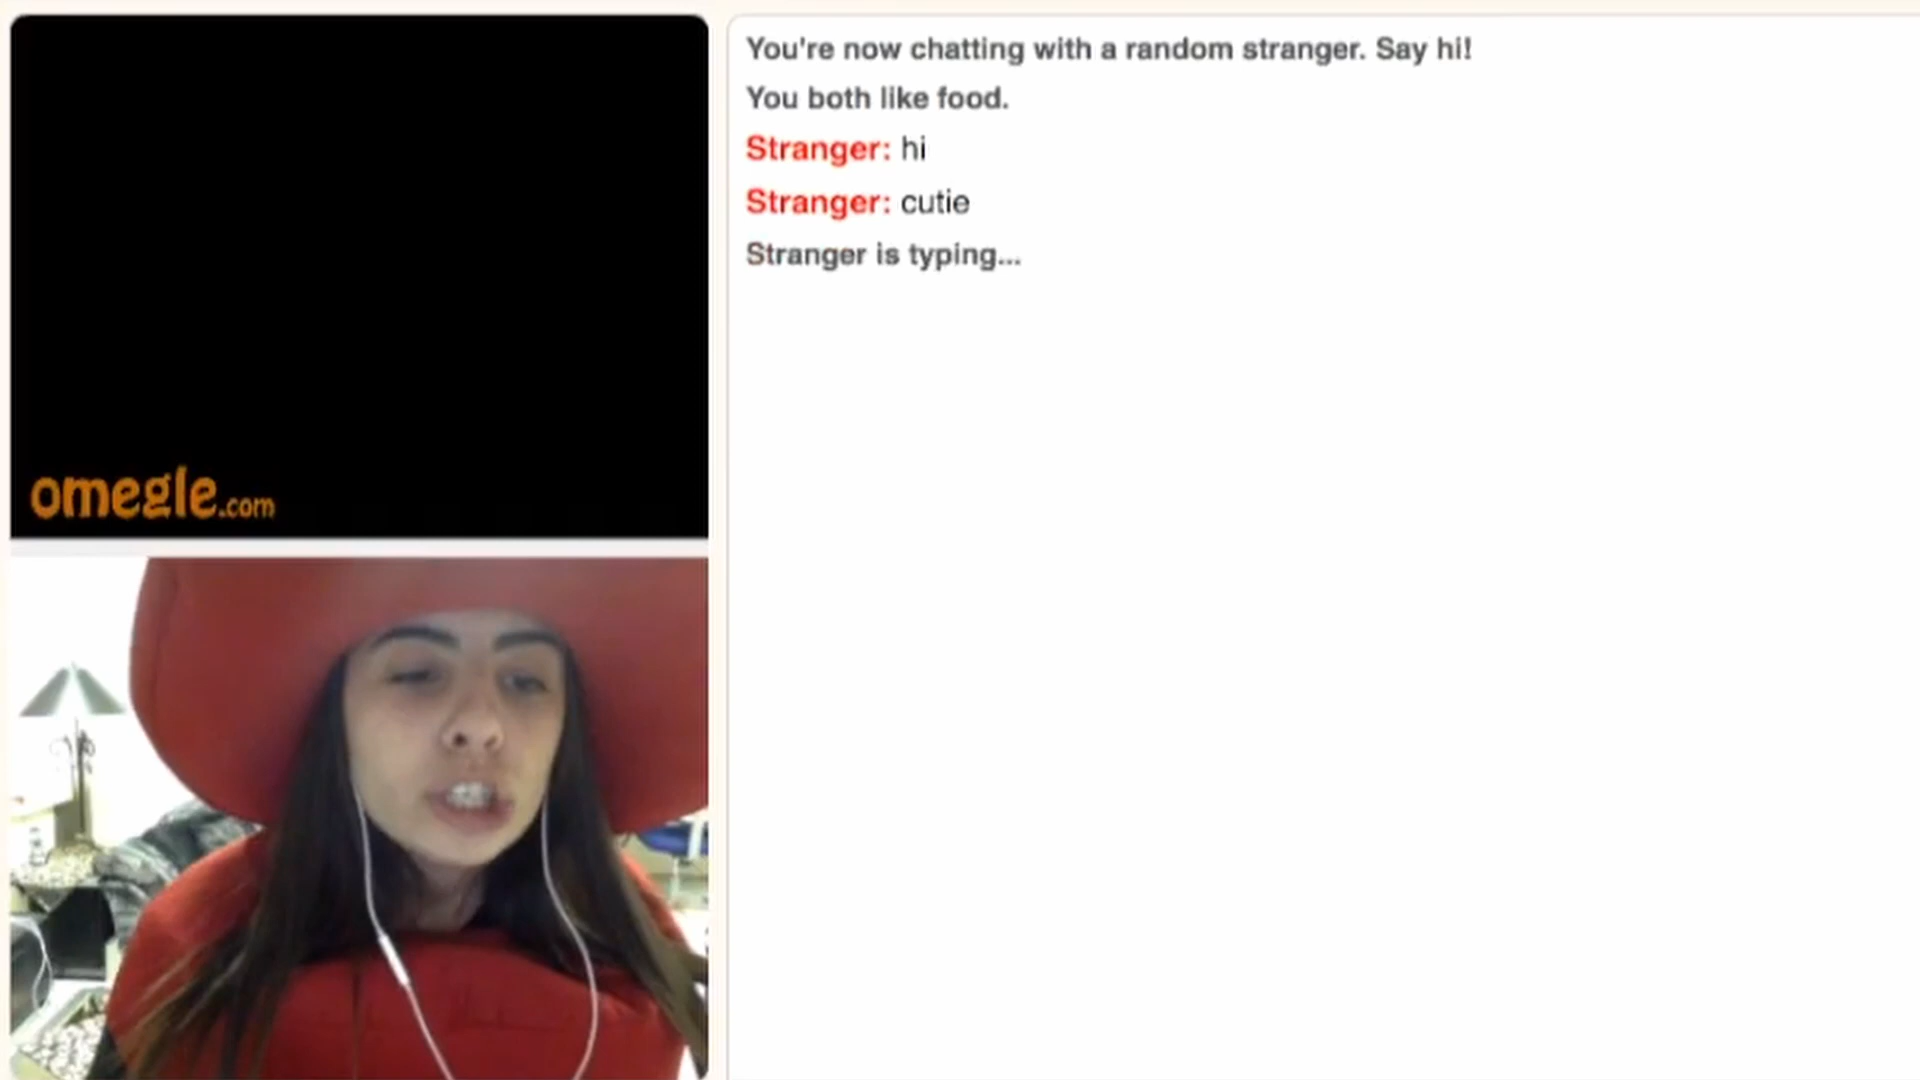 You're now chatting with a random stranger. Say hi!
You both like food.
Stranger: hi
Stranger: cutie
Stranger is typing...
omegle.com